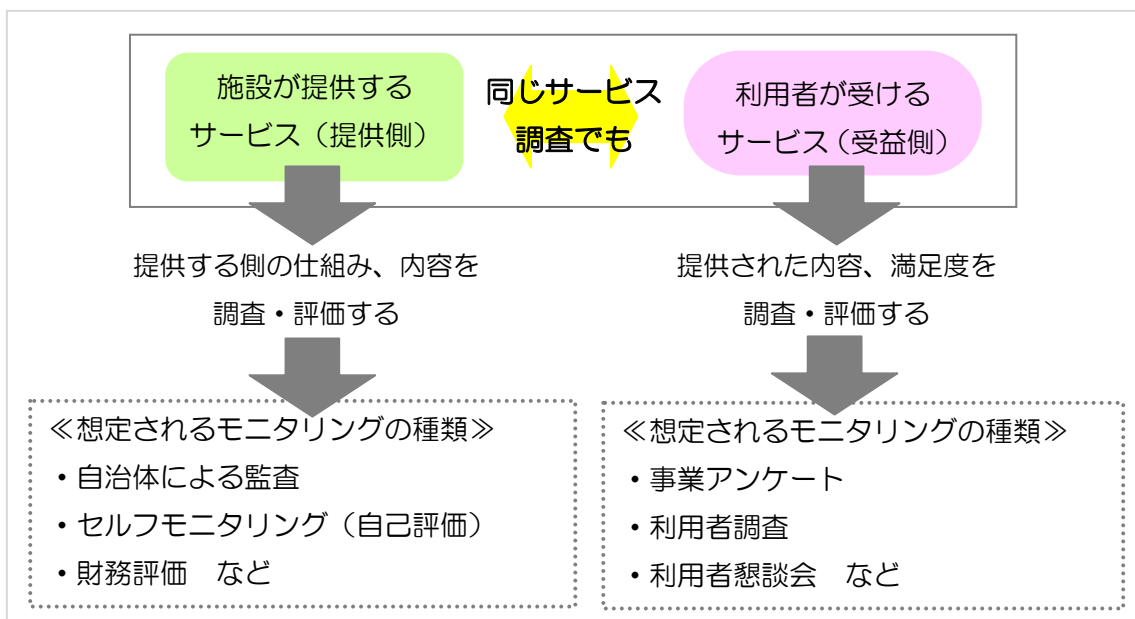 施設が提供する
サービス（提供側）
同じサービス
調査でも
利用者が受ける
サービス（受益側）
提供する側の仕組み、内容を
調査・評価する
提供された内容、満足度を
調査・評価する
≪想定されるモニタリングの種類≫
・自治体による監査
・セルフモニタリング（自己評価）
・財務評価　など
≪想定されるモニタリングの種類≫
・事業アンケート
・利用者調査
・利用者懇談会　など